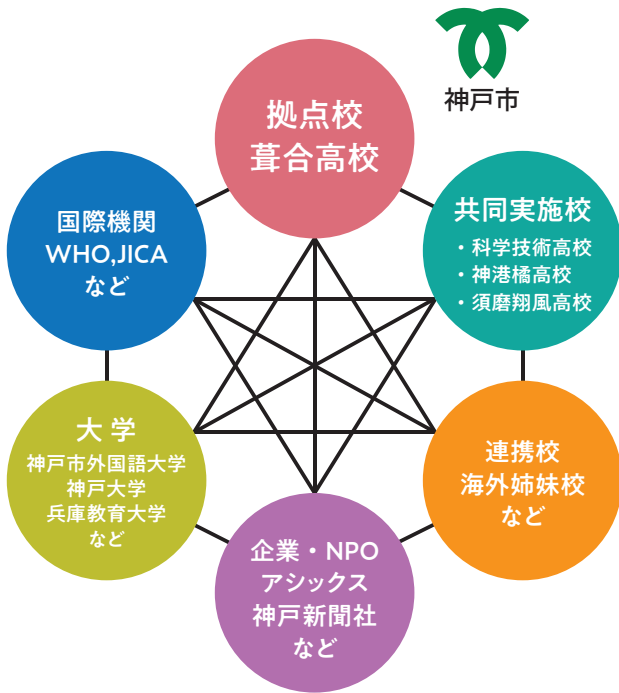 神戸市
拠点校
葺合高校
国際機関
WHO,JICA
など
共同実施校
・科学技術高校
・神港橘高校
・須磨翔風高校
大学
神戸市外国語大学
神戸大学
兵庫教育大学
など
連携校
海外姉妹校
など
企業・NPO
アシックス
神戸新聞社
など